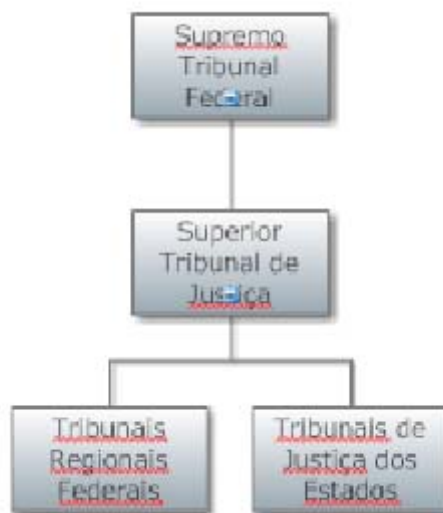 Supremo
Tribunal
Federal
Superior
Tribunal de
Justiça
Tribunais
Regionais
Federais
Tribunais de
Justiça dos
Estados